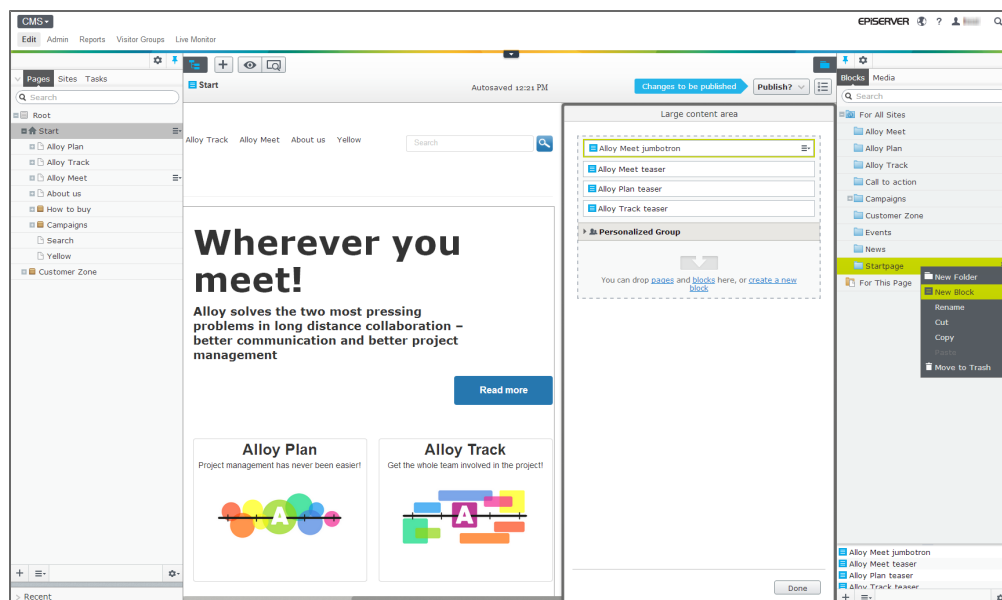 CMS
EPISERVER
?
Edit Admin Reports Visitor Groups Live Monitor
Pages Sites Tasks
Search
Root
Start
Alloy Plan
Alloy Track
Alloy Meet
About us
How to buy
Campaigns
Search
Yellow
Customer Zone
> Recent
Start
Autosaved 12:21 PM
Changes to be published
Publish?
Alloy Track Alloy Meet About us Yellow
Search
Wherever you
meet!
Alloy solves the two most pressing
problems in long distance collaboration –
better communication and better project
management
Read more
Alloy Plan
Project management has never been easier!
A
Alloy Track
Get the whole team involved in the project!
A
Large content area
Alloy Meet jumbotron
Alloy Meet teaser
Alloy Plan teaser
Alloy Track teaser
Personalized Group
You can drop pages and blocks here, or create a new
block
Done
Blocks Media
Search
For All Sites
Alloy Meet
Alloy Plan
Alloy Track
Call to action
Campaigns
Customer Zone
Events
News
Startpage
For This Page
New Folder
New Block
Rename
Cut
Copy
Paste
Move to Trash
Alloy Meet jumbotron
Alloy Meet teaser
Alloy Plan teaser
Alloy Track teaser